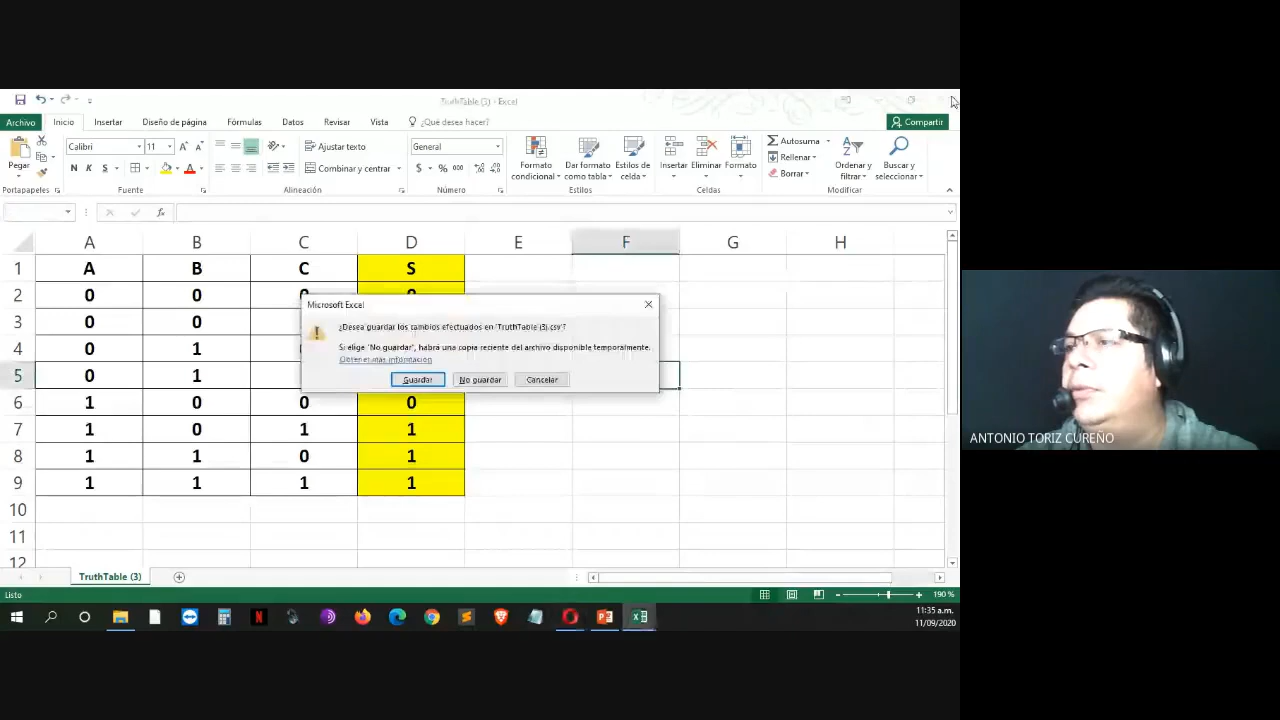 TruthTable (3) - Excel
Archivo Inicio Insertar Diseño de página Fórmulas Datos Revisar Vista ¿Qué desea hacer? Compartir
Pegar
Calibri 11
N K S
Ajustar texto
Combinar y centrar
General
$ % 000
Formato condicional
Dar formato como tabla
Estilos de celda
Insertar Eliminar Formato
Autosuma
Rellenar
Borrar
Ordenar y filtrar
Buscar y seleccionar
Portapapeles Fuente Alineación Número Estilos Celdas Modificar
fx
A B C D E F G H
1 A B C S
2 0 0
3 0 0
4 0 1
5 0 1
6 1 0 0 0
7 1 0 1 1
8 1 1 0 1
9 1 1 1 1
10
11
12
Microsoft Excel
¿Desea guardar los cambios efectuados en 'TruthTable (3).csv'?
Si elige 'No guardar', habrá una copia reciente del archivo disponible temporalmente.
Obtener más información
Guardar No guardar Cancelar
TruthTable (3)
Listo 190 %
11:35 a.m.
11/09/2020
ANTONIO TORIZ CUREÑO